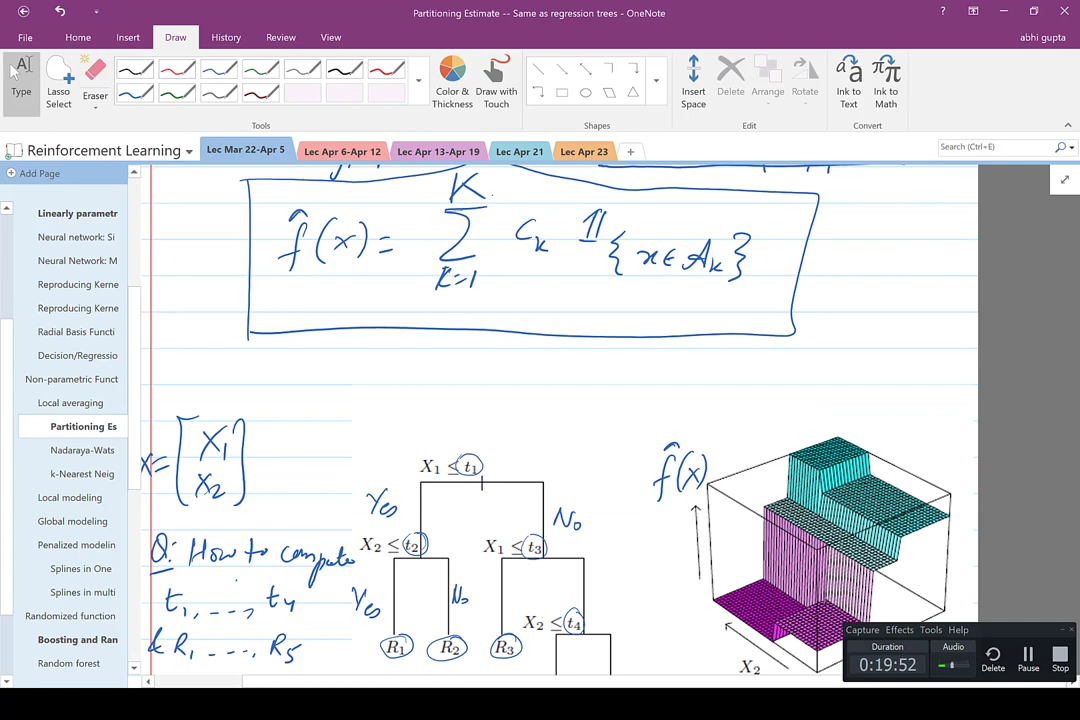 Partitioning Estimate -- Same as regression trees - OneNote
?
File Home Insert Draw History Review View
abhi gupta
Type
Lasso Select
Eraser
Color & Thickness
Draw with Touch
Insert Space
Delete
Arrange
Rotate
Ink to Text
Ink to Math
Tools
Shapes
Edit
Convert
Reinforcement Learning
Lec Mar 22-Apr 5
Lec Apr 6-Apr 12
Lec Apr 13-Apr 19
Lec Apr 21
Lec Apr 23
Search (Ctrl+E)
Add Page
Linearly parametr
Neural network: Si
Neural Network: M
Reproducing Kerne
Reproducing Kerne
Radial Basis Functi
Decision/Regressio
Non-parametric Funct
Local averaging
Partitioning Es
Nadaraya-Wats
k-Nearest Neig
Local modeling
Global modeling
Penalized modelin
Splines in One
Splines in multi
Randomized function
Boosting and Ran
Random forest
f̂(x) = ∑_{k=1}^{K} c_k 𝟙{x ∈ A_k}
x = [X₁ X₂]
Q: How to compute
t₁, ..., t₄
& R₁, ..., R₅
X₁ ≤ t₁
Yes
No
X₂ ≤ t₂
X₁ ≤ t₃
Yes
No
X₂ ≤ t₄
R₁
R₂
R₃
f̂(x)
X₂
Capture Effects Tools Help
Duration
0:19:52
Audio
Delete
Pause
Stop